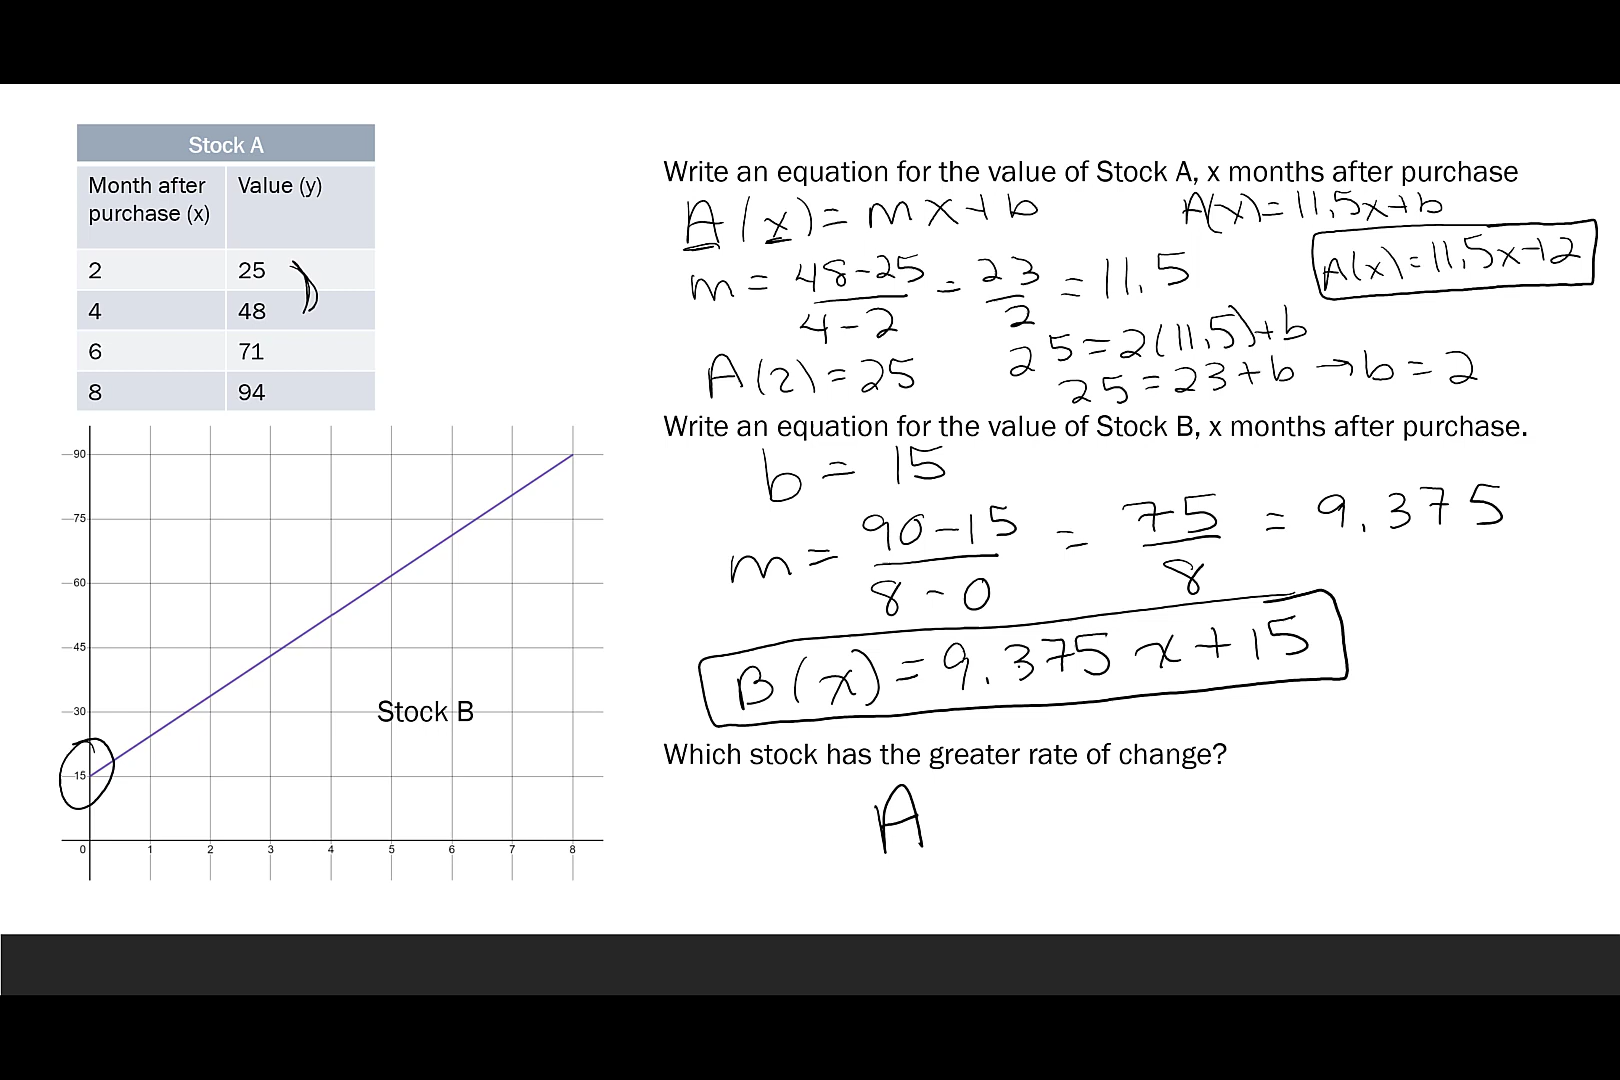 Stock A
Month after purchase (x)
Value (y)
2 25
4 48
6 71
8 94
90
75
60
45
30
15
0 1 2 3 4 5 6 7 8
Stock B
Write an equation for the value of Stock A, x months after purchase
A(x)=mx+b
A(x)=11.5x+b
A(x)=11.5x+2
m = 48-25/4-2 = 23/2 = 11.5
A(2)=25
25=2(11.5)+b
25=23+b → b=2
Write an equation for the value of Stock B, x months after purchase.
b = 15
m = 90-15/8-0 = 75/8 = 9.375
B(x)=9.375x+15
Which stock has the greater rate of change?
A